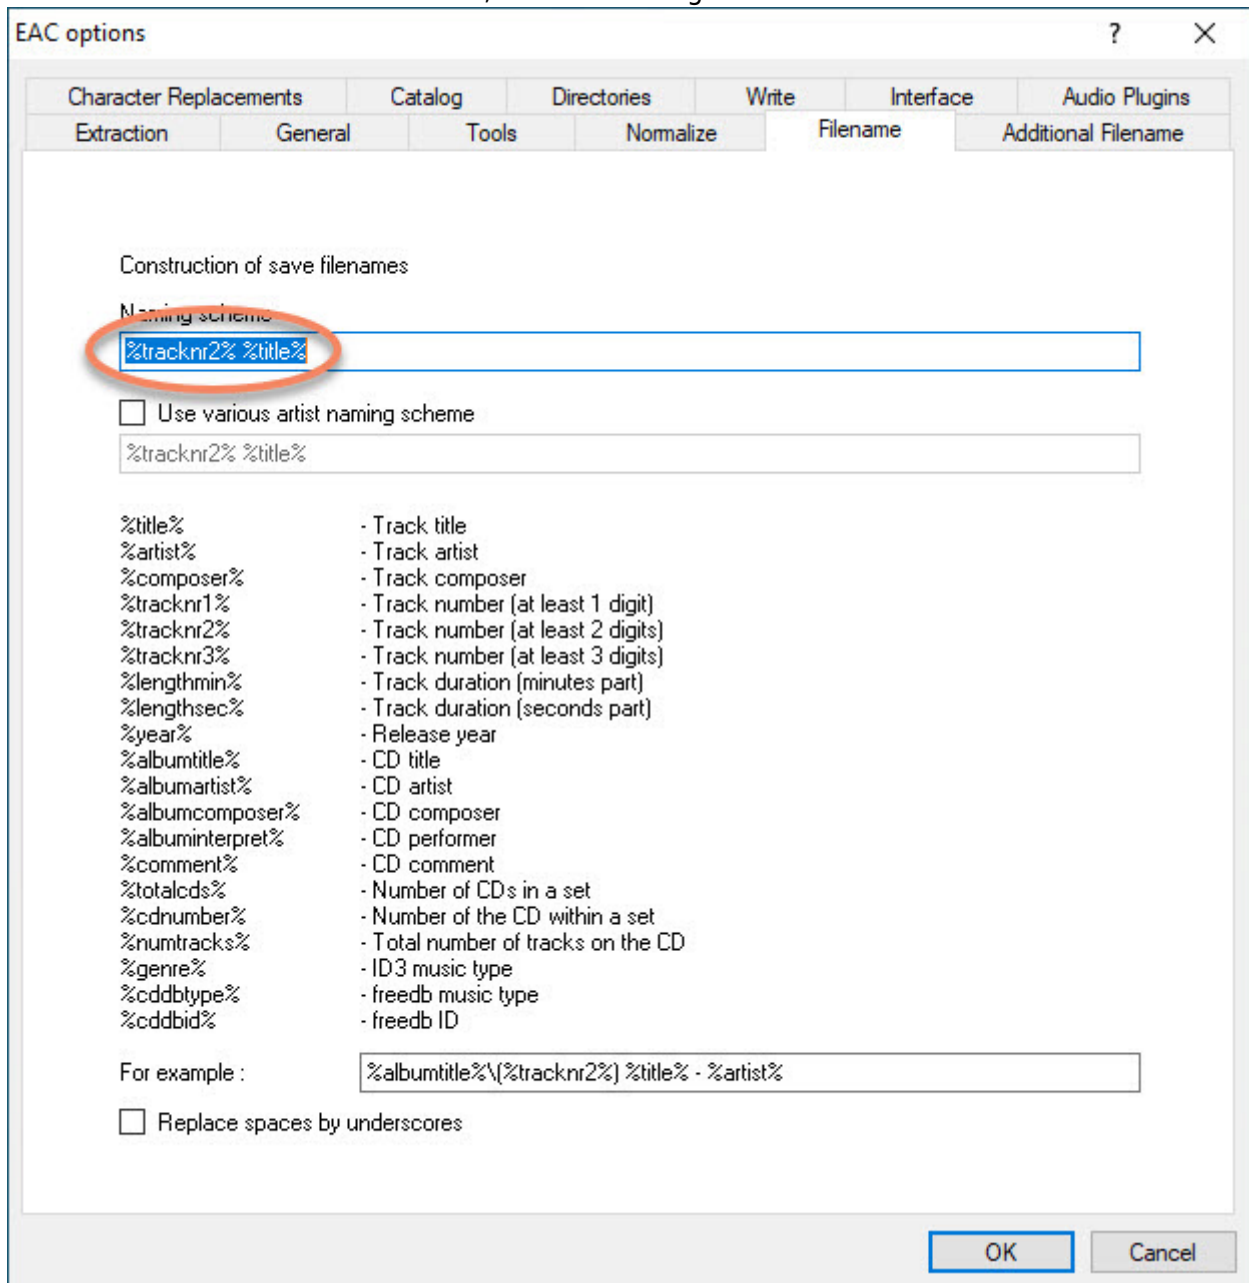 EAC options
Character Replacements Catalog Directories Write Interface Audio Plugins
Extraction General Tools Normalize Filename Additional Filename
Construction of save filenames
Naming scheme
%tracknr2% %title%
Use various artist naming scheme
%tracknr2% %title%
%title% - Track title
%artist% - Track artist
%composer% - Track composer
%tracknr1% - Track number (at least 1 digit)
%tracknr2% - Track number (at least 2 digits)
%tracknr3% - Track number (at least 3 digits)
%lengthmin% - Track duration (minutes part)
%lengthsec% - Track duration (seconds part)
%year% - Release year
%albumtitle% - CD title
%albumartist% - CD artist
%albumcomposer% - CD composer
%albuminterpret% - CD performer
%comment% - CD comment
%totalcds% - Number of CDs in a set
%cdnumber% - Number of the CD within a set
%numtracks% - Total number of tracks on the CD
%genre% - ID3 music type
%cddbtype% - freedb music type
%cddbid% - freedb ID
For example : %albumtitle%\(%tracknr2%) %title% - %artist%
Replace spaces by underscores
OK Cancel